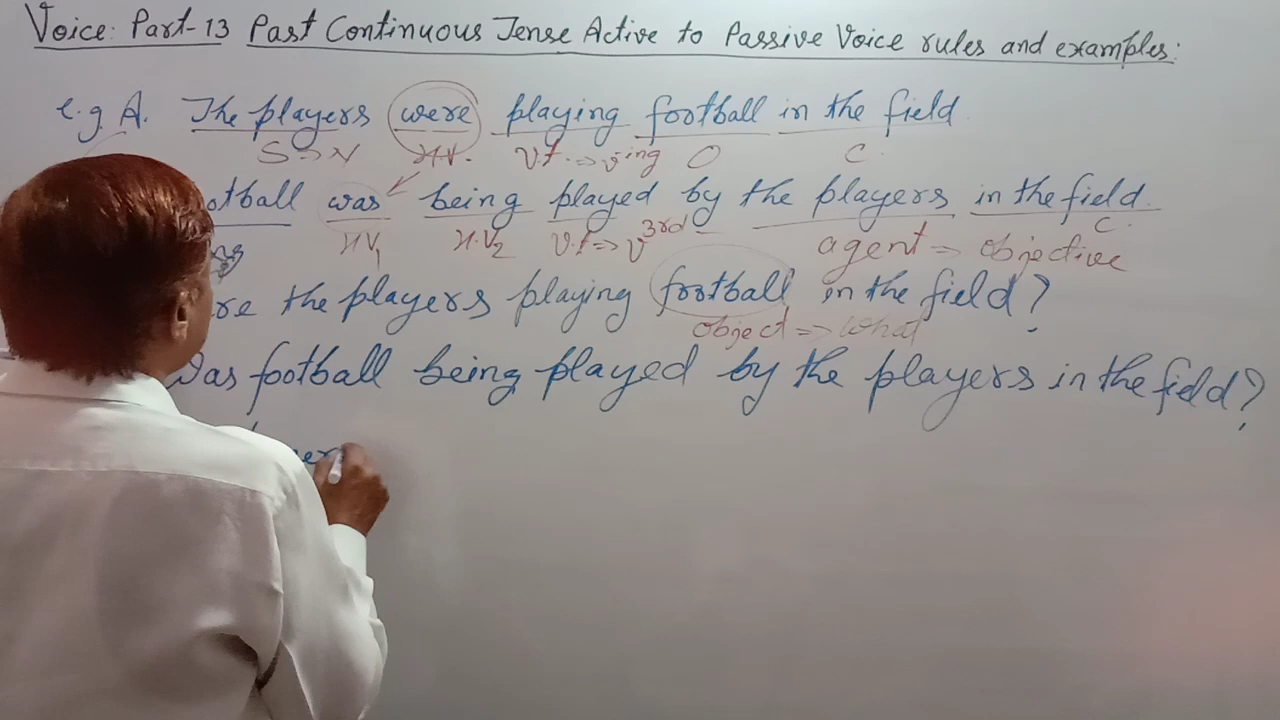 Voice: Part-13 Past Continuous Tense Active to Passive Voice rules and examples:
e.g. A. The players were playing football in the field.
S => N H.V. V.t. => v ing O C.
otball was being played by the players in the field.
H.V1 H.V2 V.t => v 3rd agent => objective C.
re the players playing football in the field?
object => what
Was football being played by the players in the field?